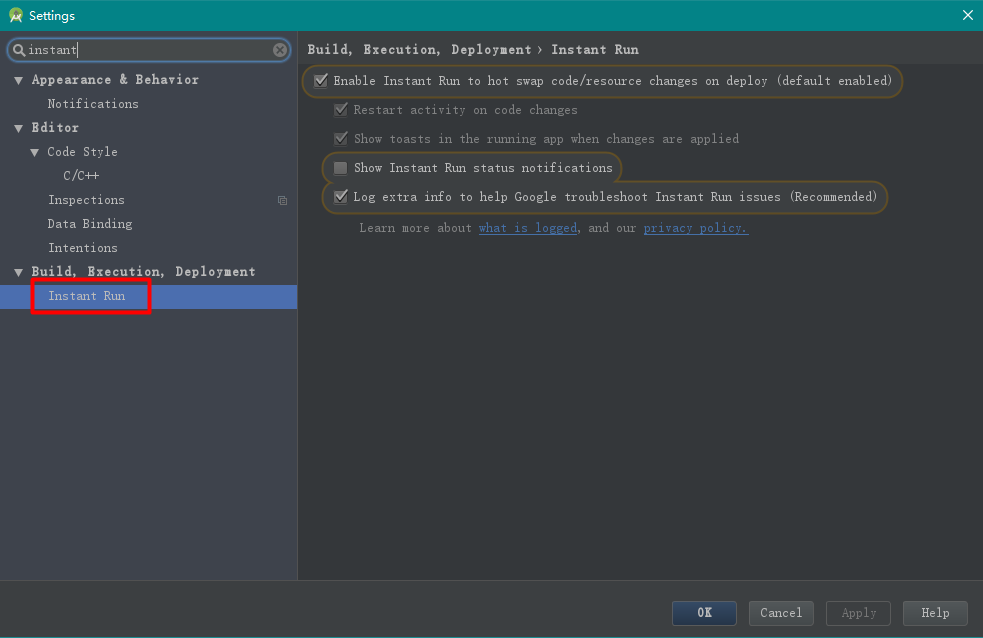 Settings
instant
Appearance & Behavior
Notifications
Editor
Code Style
C/C++
Inspections
Data Binding
Intentions
Build, Execution, Deployment
Instant Run
Build, Execution, Deployment › Instant Run
Enable Instant Run to hot swap code/resource changes on deploy (default enabled)
Restart activity on code changes
Show toasts in the running app when changes are applied
Show Instant Run status notifications
Log extra info to help Google troubleshoot Instant Run issues (Recommended)
Learn more about what is logged, and our privacy policy.
OK
Cancel
Apply
Help